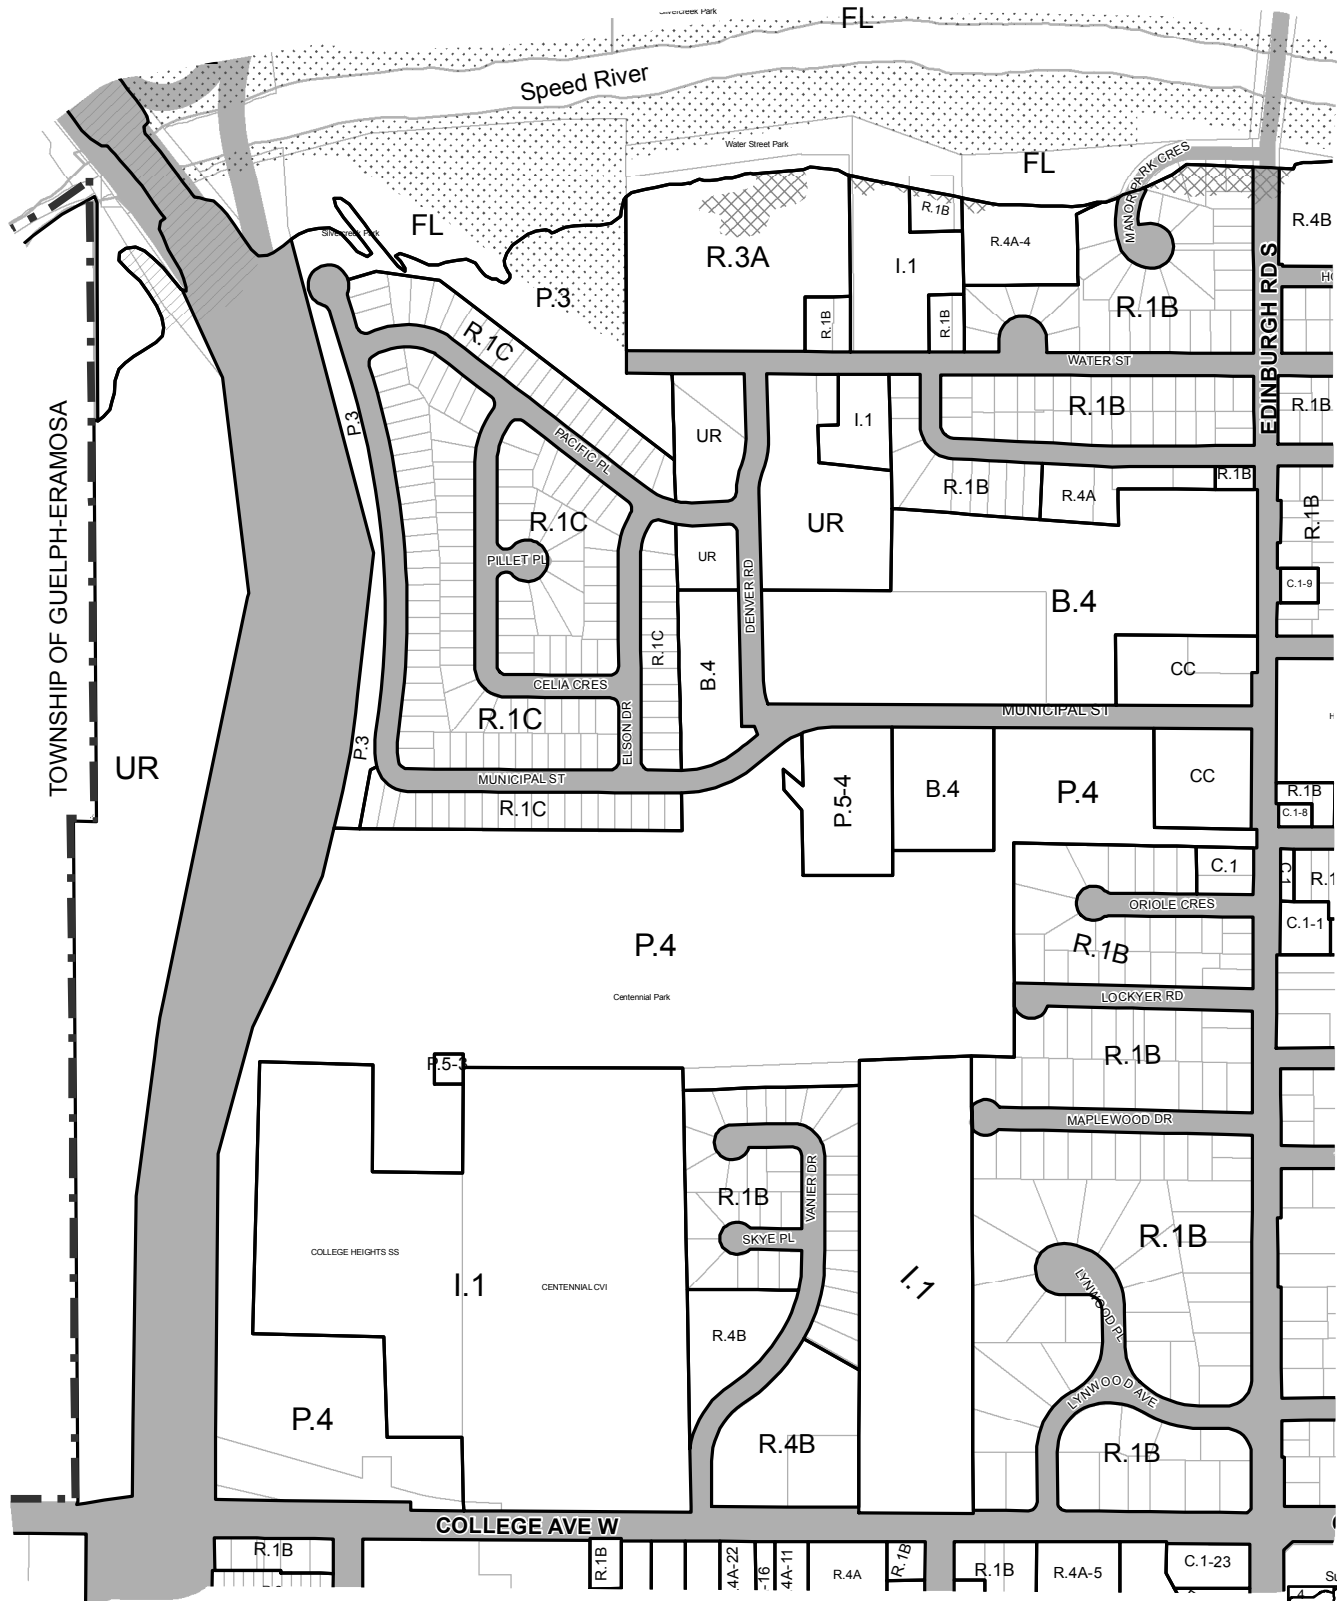 Silvercreek Park
FL
Speed River
Water Street Park
FL
MANOR PARK CRES
R.1B
R.4B
Silvercreek Park
FL
R.3A
I.1
R.4A-4
EDINBURGH RD S
P.3
R.1B
R.1B
R.1B
R.1C
WATER ST
TOWNSHIP OF GUELPH-ERAMOSA
P.3
UR
I.1
R.1B
R.1B
PACIFIC PL
R.1B
R.4A
R.1B
R.1B
R.1C
UR
PILLET PL
UR
DENVER RD
C.1-9
B.4
R.1C
B.4
CC
CELIA CRES
R.1C
ELSON DR
MUNICIPAL ST
P.3
UR
MUNICIPAL ST
R.1C
P.5-4
B.4
P.4
CC
R.1B
C.1-8
C.1
C.1
ORIOLE CRES
R.1B
C.1-1
P.4
Centennial Park
LOCKYER RD
R.1B
P.5-3
MAPLEWOOD DR
VANIER DR
R.1B
SKYE PL
R.1B
COLLEGE HEIGHTS SS
I.1
CENTENNIAL CVI
I.1
LYNWOOD PL
R.4B
LYNWOOD AVE
P.4
R.4B
R.1B
COLLEGE AVE W
R.1B
R.1B
4A-22
-16
4A-11
R.4A
R.1B
R.1B
R.4A-5
C.1-23